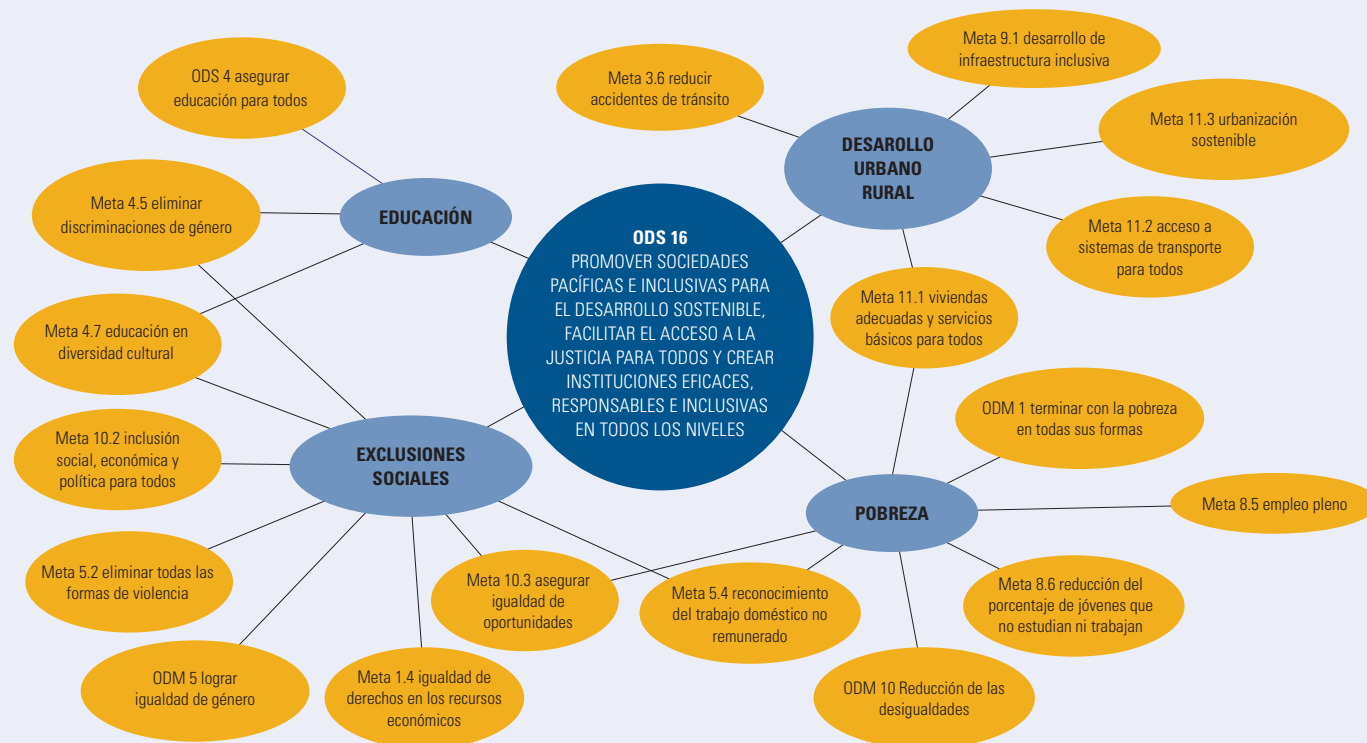 ODS 4 asegurar
educación para todos
Meta 4.5 eliminar
discriminaciones de género
Meta 4.7 educación en
diversidad cultural
Meta 10.2 inclusión
social, económica y
política para todos
Meta 5.2 eliminar todas las
formas de violencia
ODM 5 lograr
igualdad de género
Meta 1.4 igualdad de
derechos en los recursos
económicos
Meta 10.3 asegurar
igualdad de
oportunidades
EDUCACIÓN
EXCLUSIONES
SOCIALES
ODS 16
PROMOVER SOCIEDADES
PACÍFICAS E INCLUSIVAS PARA
EL DESARROLLO SOSTENIBLE,
FACILITAR EL ACCESO A LA
JUSTICIA PARA TODOS Y CREAR
INSTITUCIONES EFICACES,
RESPONSABLES E INCLUSIVAS
EN TODOS LOS NIVELES
Meta 3.6 reducir
accidentes de tránsito
Meta 9.1 desarrollo de
infraestructura inclusiva
DESAROLLO
URBANO
RURAL
Meta 11.3 urbanización
sostenible
Meta 11.2 acceso a
sistemas de transporte
para todos
Meta 11.1 viviendas
adecuadas y servicios
básicos para todos
ODM 1 terminar con la pobreza
en todas sus formas
POBREZA
Meta 8.5 empleo pleno
Meta 5.4 reconocimiento
del trabajo doméstico no
remunerado
Meta 8.6 reducción del
porcentaje de jóvenes que
no estudian ni trabajan
ODM 10 Reducción de las
desigualdades